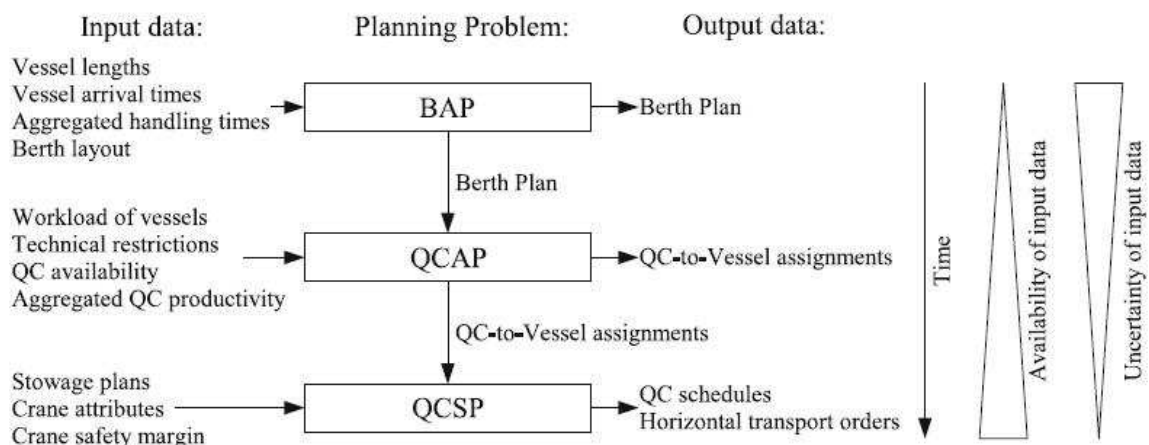 Input data:
Planning Problem:
Output data:
Vessel lengths
Vessel arrival times
Aggregated handling times
Berth layout
BAP
Berth Plan
Berth Plan
Workload of vessels
Technical restrictions
QC availability
Aggregated QC productivity
QCAP
QC-to-Vessel assignments
QC-to-Vessel assignments
Stowage plans
Crane attributes
Crane safety margin
QCSP
QC schedules
Horizontal transport orders
Time
Availability of input data
Uncertainty of input data